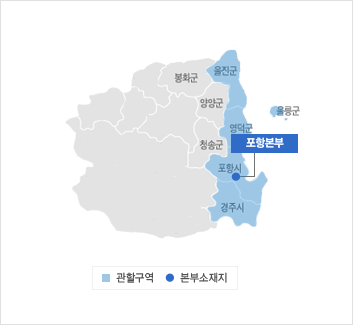 울진군
봉화군
양양군
울릉군
영덕군
포항본부
청송군
포항시
경주시
관할구역
본부소재지